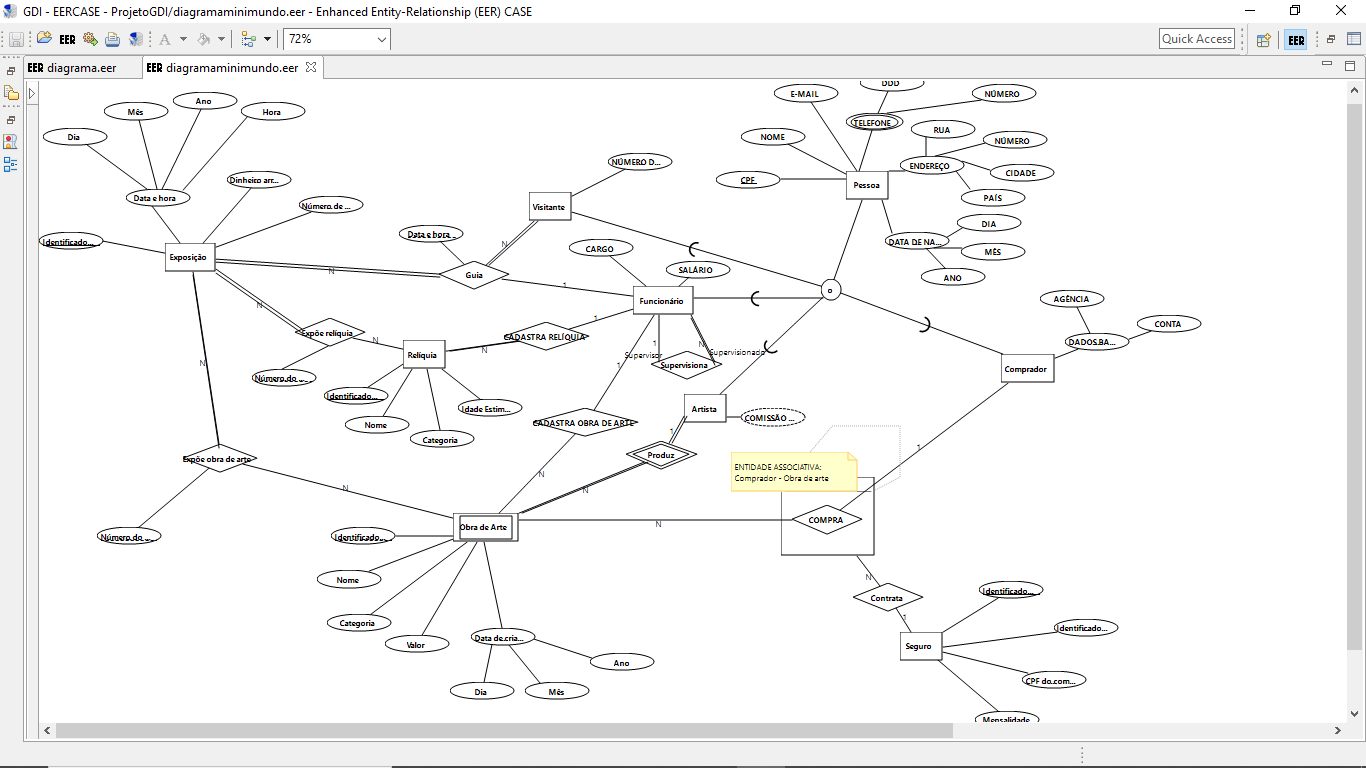 GDI - EERCASE - ProjetoGDI/diagramaminimundo.eer - Enhanced Entity-Relationship (EER) CASE
EER
A
72%
Quick Access
EER
EER diagrama.eer
EER diagramaminimundo.eer
DDD
E-MAIL
NÚMERO
Ano
Mês
Hora
TELEFONE
RUA
Dia
NOME
NÚMERO
NÚMERO D...
ENDEREÇO
CIDADE
CPF
Pessoa
Dinheiro arr...
Data e hora
PAÍS
Número de ...
Visitante
DIA
Data e hora
Identificado...
N
CARGO
DATA DE NA...
MÊS
Exposição
N
Guia
SALÁRIO
ANO
1
o
Funcionário
AGÊNCIA
N
1
CONTA
Expõe relíquia
N
CADASTRA RELÍQUIA
N
1
N
DADOS BA...
Relíquia
Supervisor
Supervisionado
N
1
Supervisiona
Comprador
Número do ...
Identificado...
Idade Estim...
Artista
COMISSÃO ...
Nome
CADASTRA OBRA DE ARTE
1
Categoria
1
Produz
Expõe obra de arte
ENTIDADE ASSOCIATIVA:
Comprador - Obra de arte
N
N
N
Obra de Arte
N
COMPRA
Número do ...
Identificado...
Nome
N
Identificado...
Contrata
Categoria
1
Identificado...
Valor
Data de cria...
Seguro
Ano
CPF do com...
Dia
Mês
Mensalidade